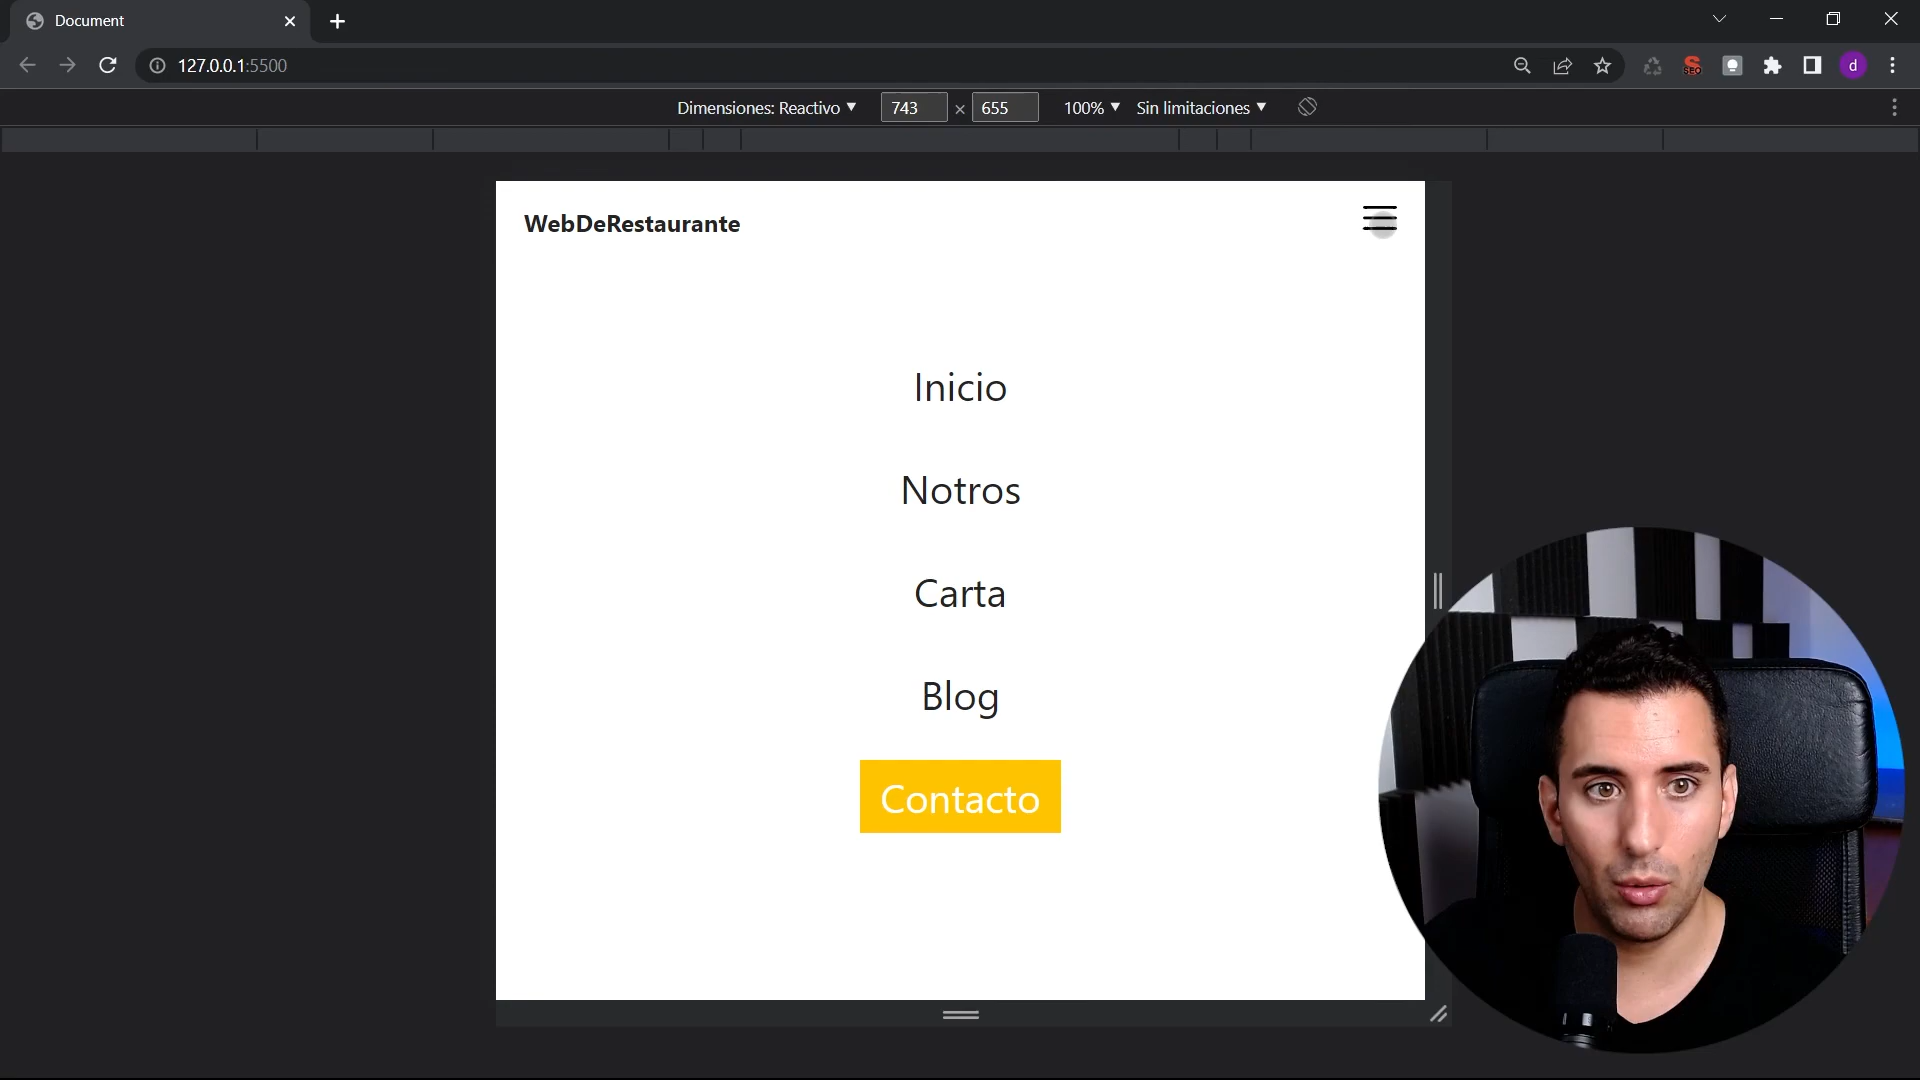 Document
127.0.0.1:5500
SEO
d
Dimensiones: Reactivo 743 × 655 100% Sin limitaciones
WebDeRestaurante
Inicio
Notros
Carta
Blog
Contacto